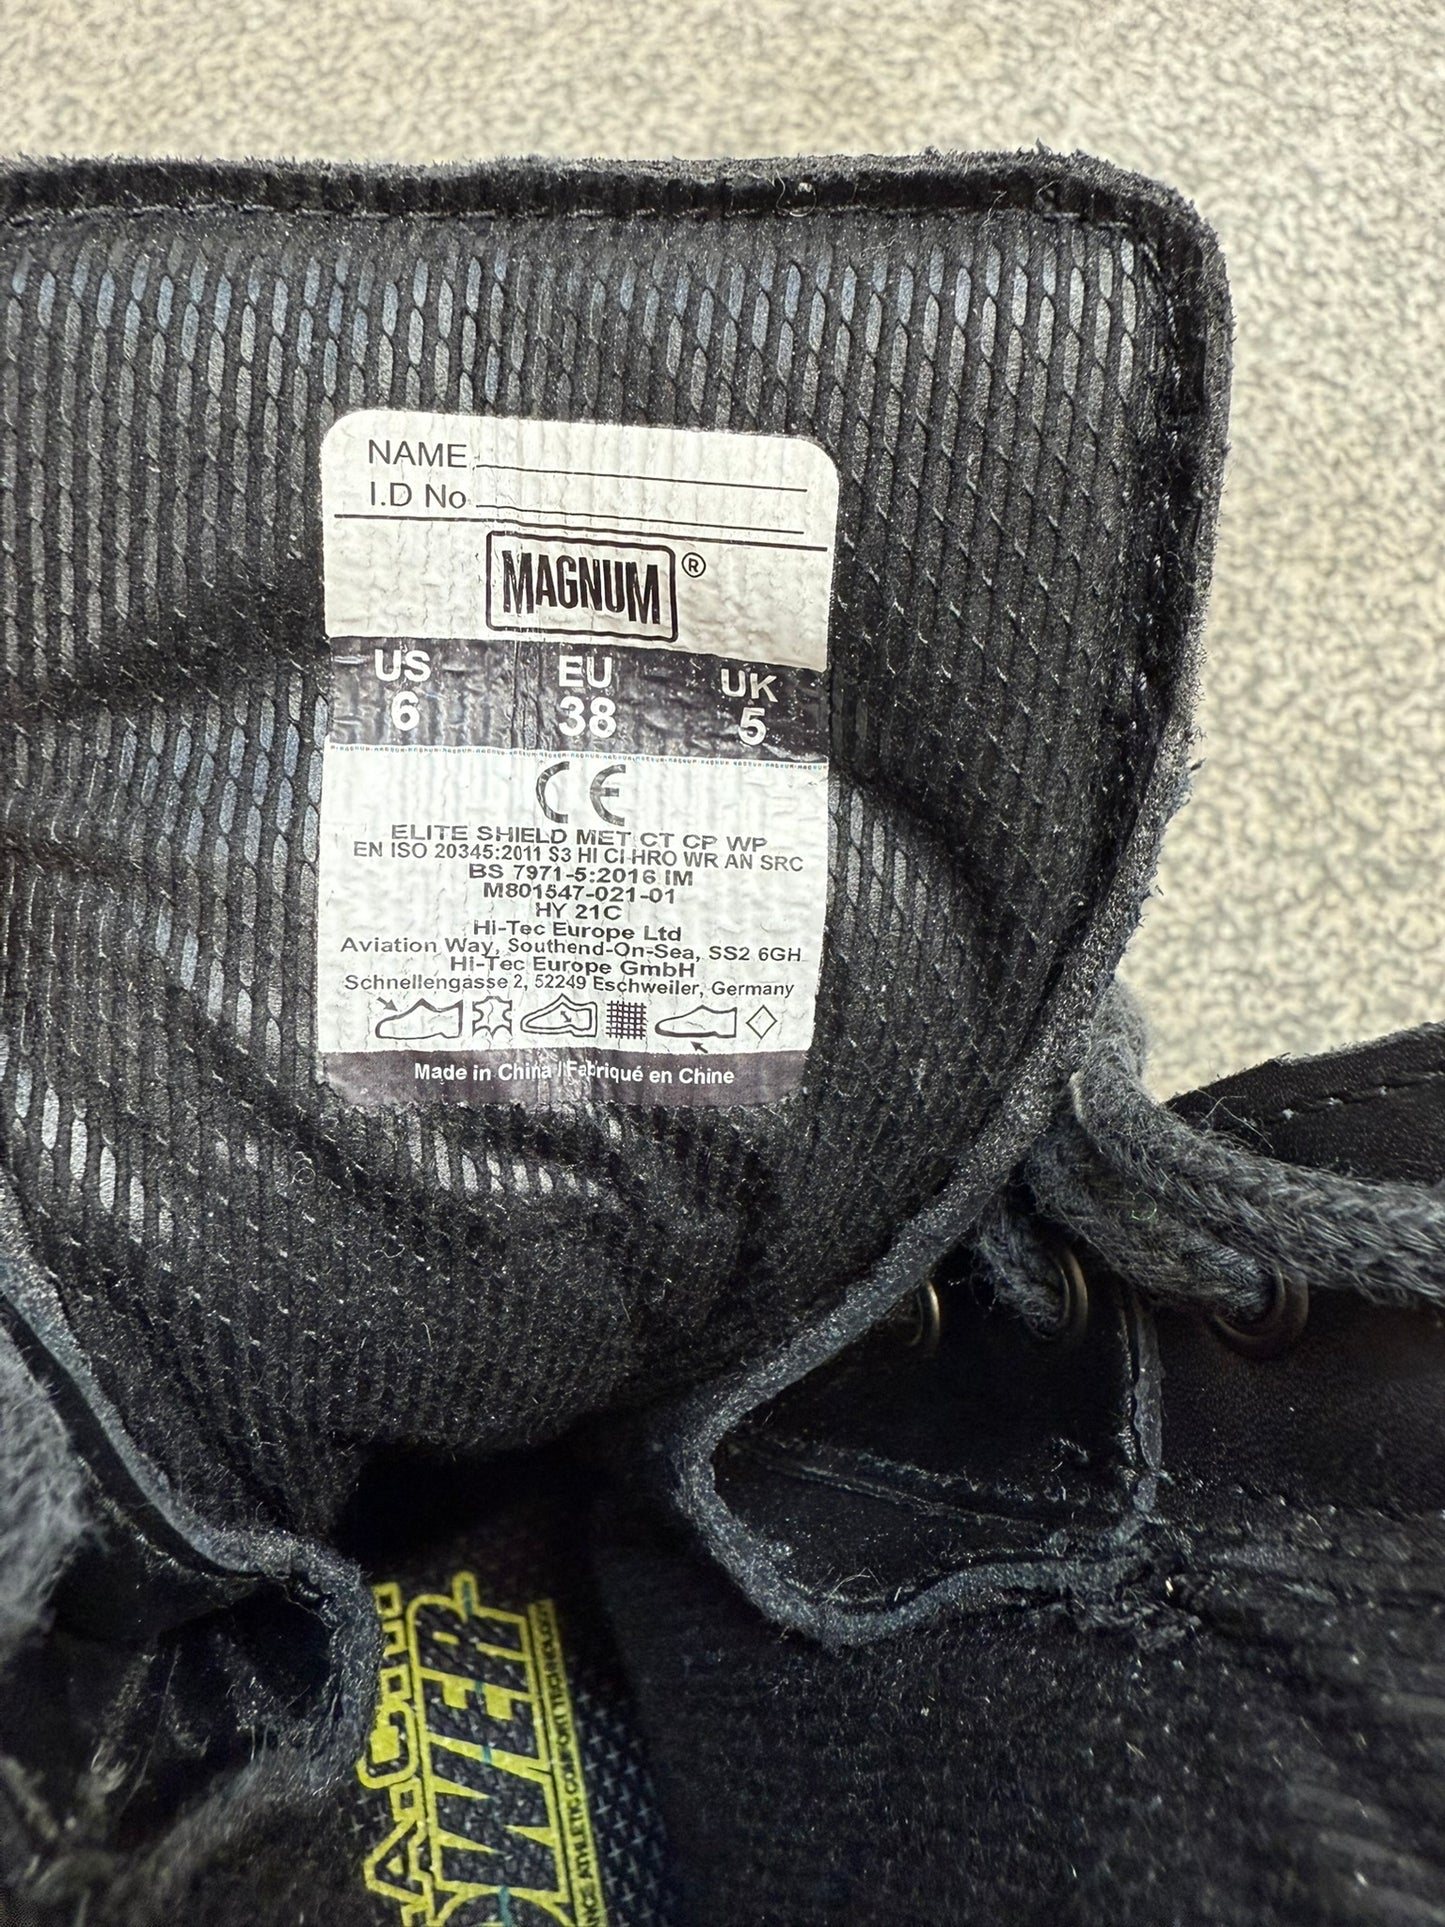 NAME
I.D No
MAGNUM ®
US EU UK
6 38 5
CE
ELITE SHIELD MET CT CP WP
EN ISO 20345:2011 S3 HI CI HRO WR AN SRC
BS 7971-5:2016 IM
M801547-021-01
HY 21C
Hi-Tec Europe Ltd
Aviation Way, Southend-On-Sea, SS2 6GH
Hi-Tec Europe GmbH
Schnellengasse 2, 52249 Eschweiler, Germany
Made in China / Fabriqué en Chine
ATHLETIC COMFORT TECHNOLOGY